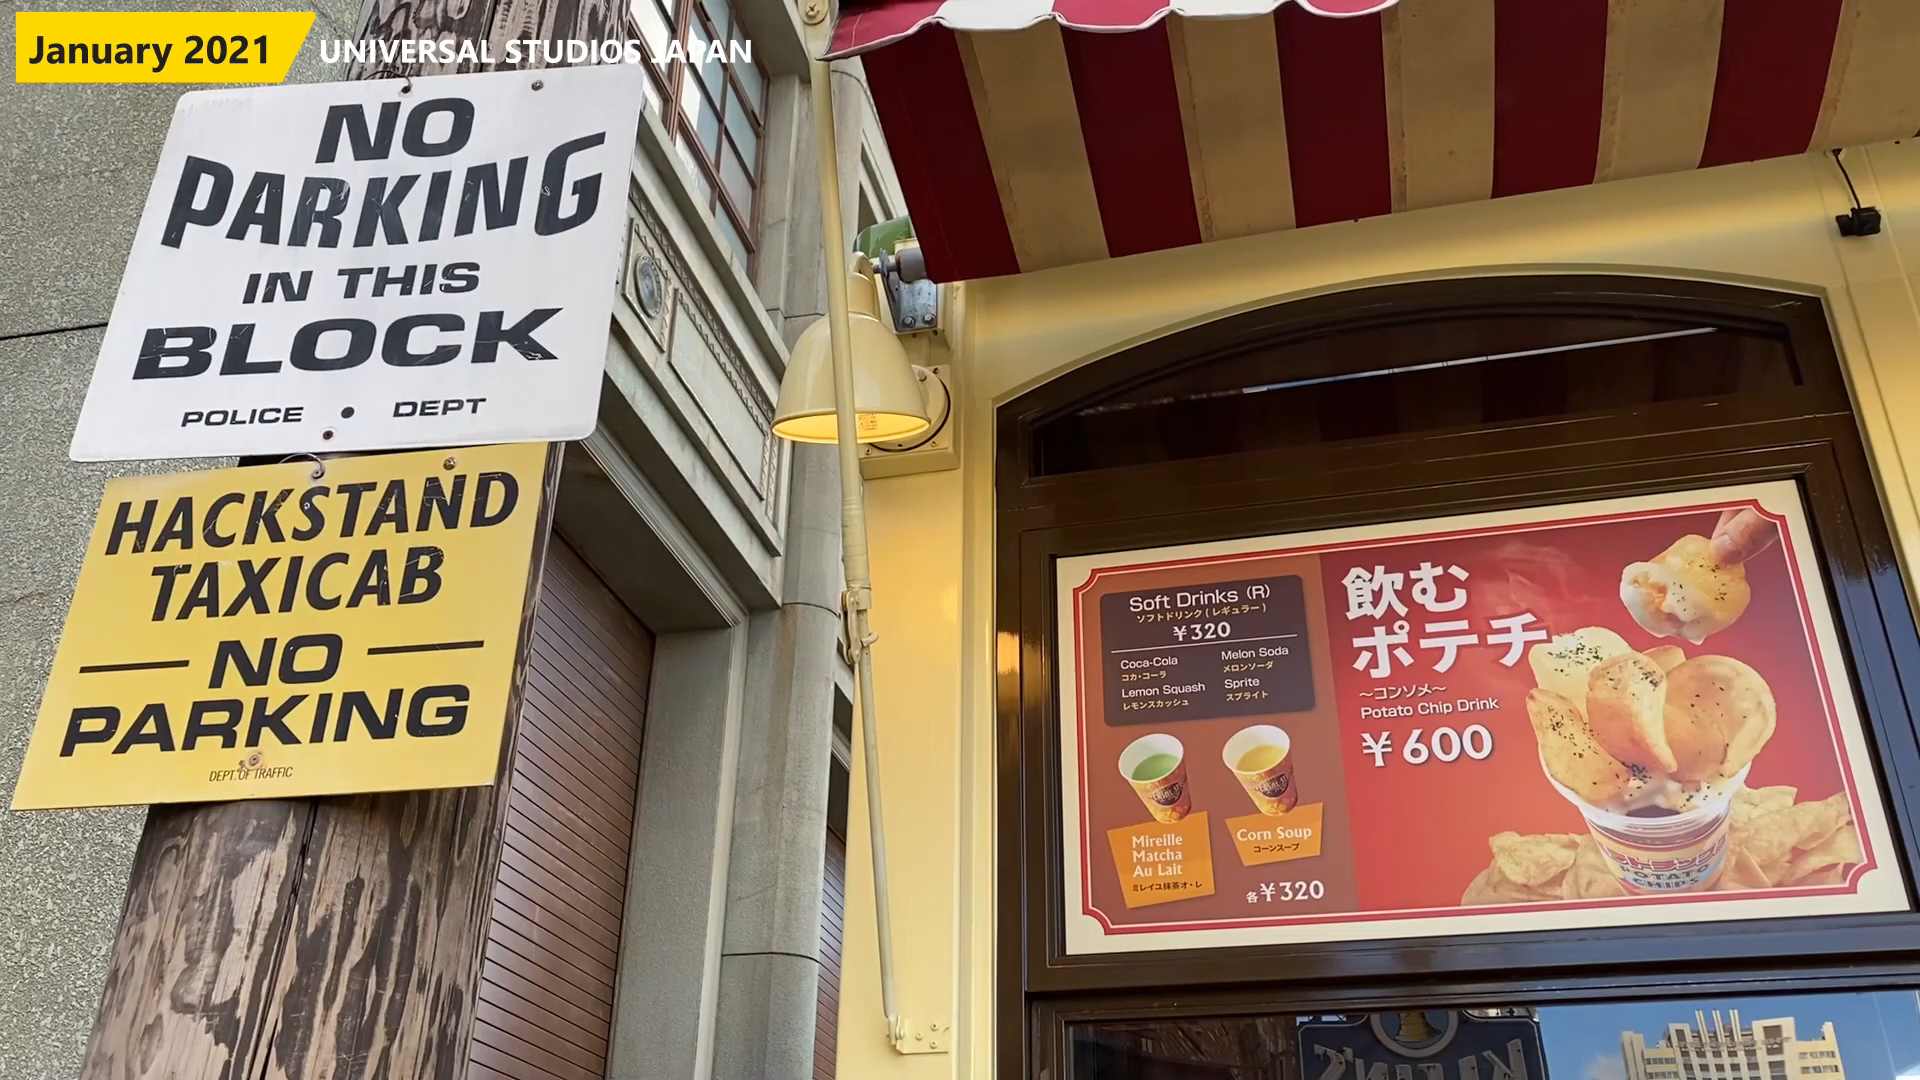 January 2021
UNIVERSAL STUDIOS JAPAN
NO
PARKING
IN THIS
BLOCK
POLICE • DEPT
HACKSTAND
TAXICAB
NO
PARKING
DEPT. OF TRAFFIC
Soft Drinks (R)
ソフトドリンク(レギュラー)
¥320
Coca-Cola
コカ・コーラ
Lemon Squash
レモンスカッシュ
Melon Soda
メロンソーダ
Sprite
スプライト
Mireille
Matcha
Au Lait
ミレイユ抹茶オ・レ
Corn Soup
コーンスープ
各¥320
飲む
ポテチ
~コンソメ~
Potato Chip Drink
¥600
POTATO
CHIPS